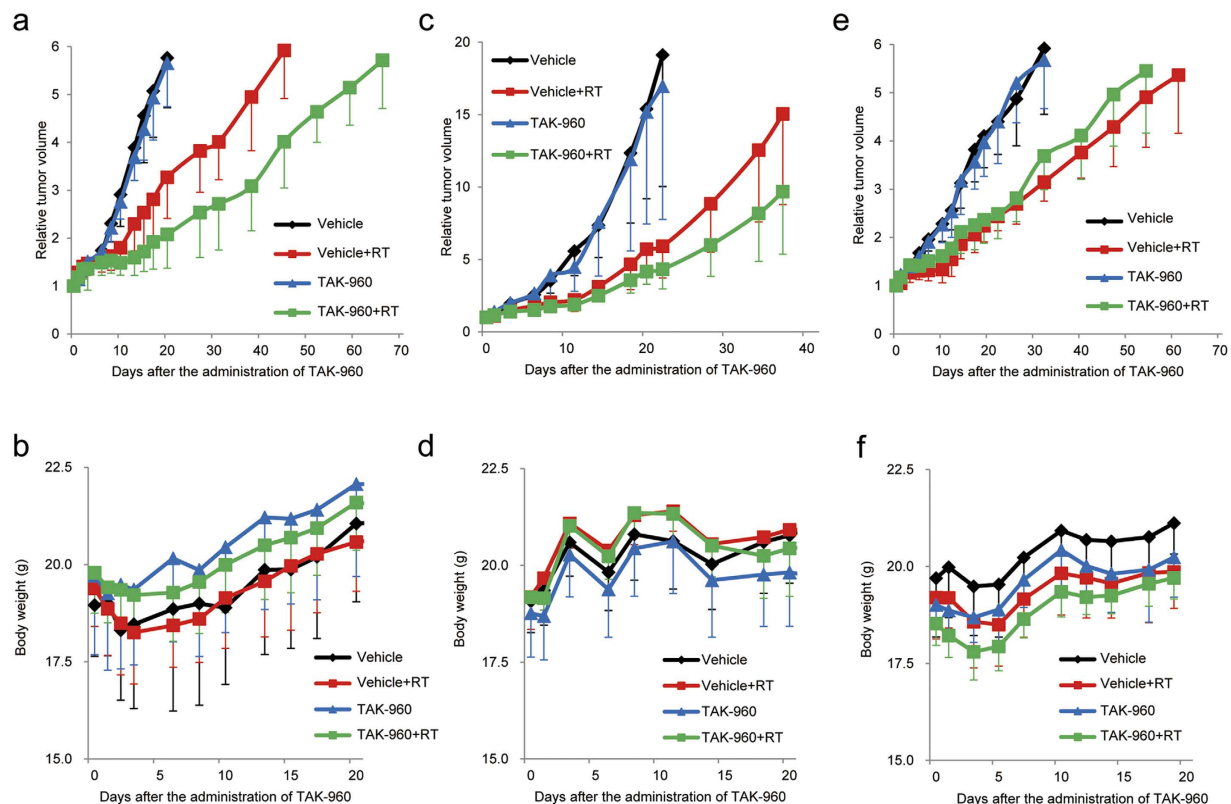 a
Relative tumor volume
6
5
4
3
2
1
0
0 10 20 30 40 50 60 70
Days after the administration of TAK-960
Vehicle
Vehicle+RT
TAK-960
TAK-960+RT
c
Relative tumor volume
20
15
10
5
0
0 10 20 30 40
Days after the administration of TAK-960
Vehicle
Vehicle+RT
TAK-960
TAK-960+RT
e
Relative tumor volume
6
5
4
3
2
1
0
0 10 20 30 40 50 60 70
Days after the administration of TAK-960
Vehicle
Vehicle+RT
TAK-960
TAK-960+RT
b
Body weight (g)
22.5
20.0
17.5
15.0
0 5 10 15 20
Days after the administration of TAK-960
Vehicle
Vehicle+RT
TAK-960
TAK-960+RT
d
Body weight (g)
22.5
20.0
17.5
15.0
0 5 10 15 20
Days after the administration of TAK-960
Vehicle
Vehicle+RT
TAK-960
TAK-960+RT
f
Body weight (g)
22.5
20.0
17.5
15.0
0 5 10 15 20
Days after the administration of TAK-960
Vehicle
Vehicle+RT
TAK-960
TAK-960+RT